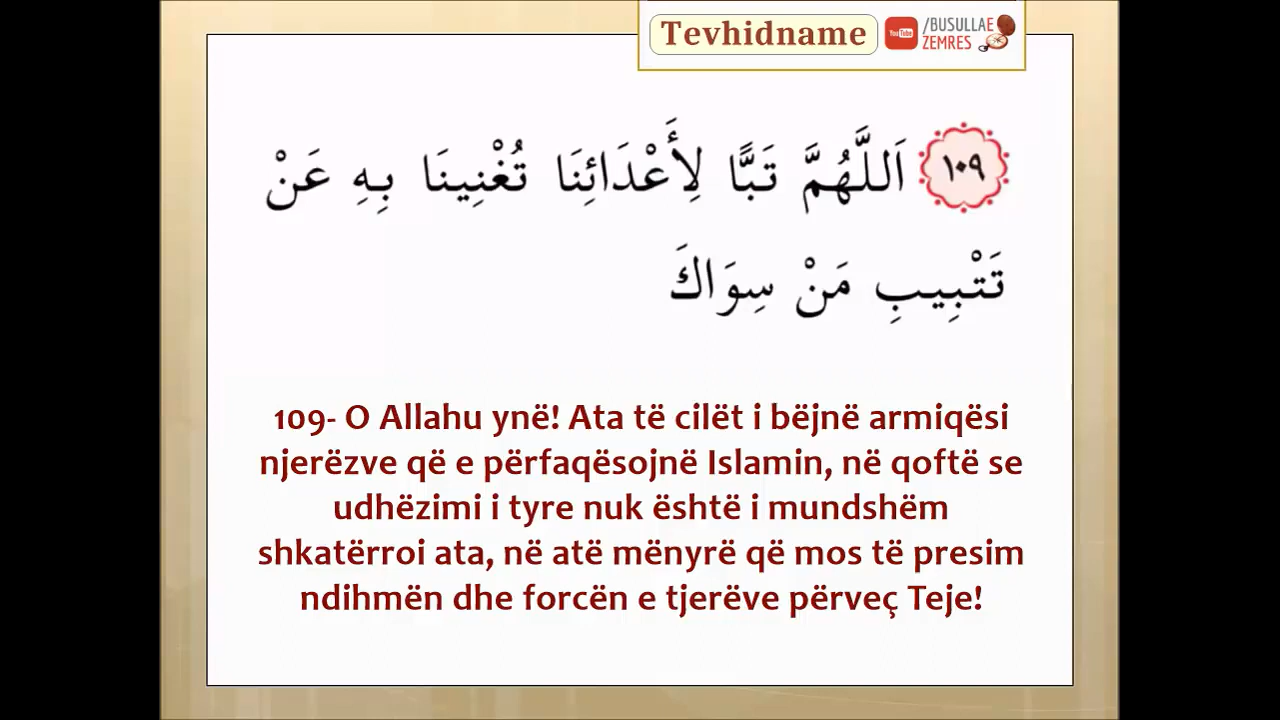 Tevhidname
You Tube
/BUSULLAE
ZEMRES
١٠٩ اَللَّهُمَّ تَبًّا لِأَعْدَائِنَا تُغْنِينَا بِهِ عَنْ
تَتْبِيبِ مَنْ سِوَاكَ
109- O Allahu ynë! Ata të cilët i bëjnë armiqësi
njerëzve që e përfaqësojnë Islamin, në qoftë se
udhëzimi i tyre nuk është i mundshëm
shkatërroi ata, në atë mënyrë që mos të presim
ndihmën dhe forcën e tjerëve përveç Teje!